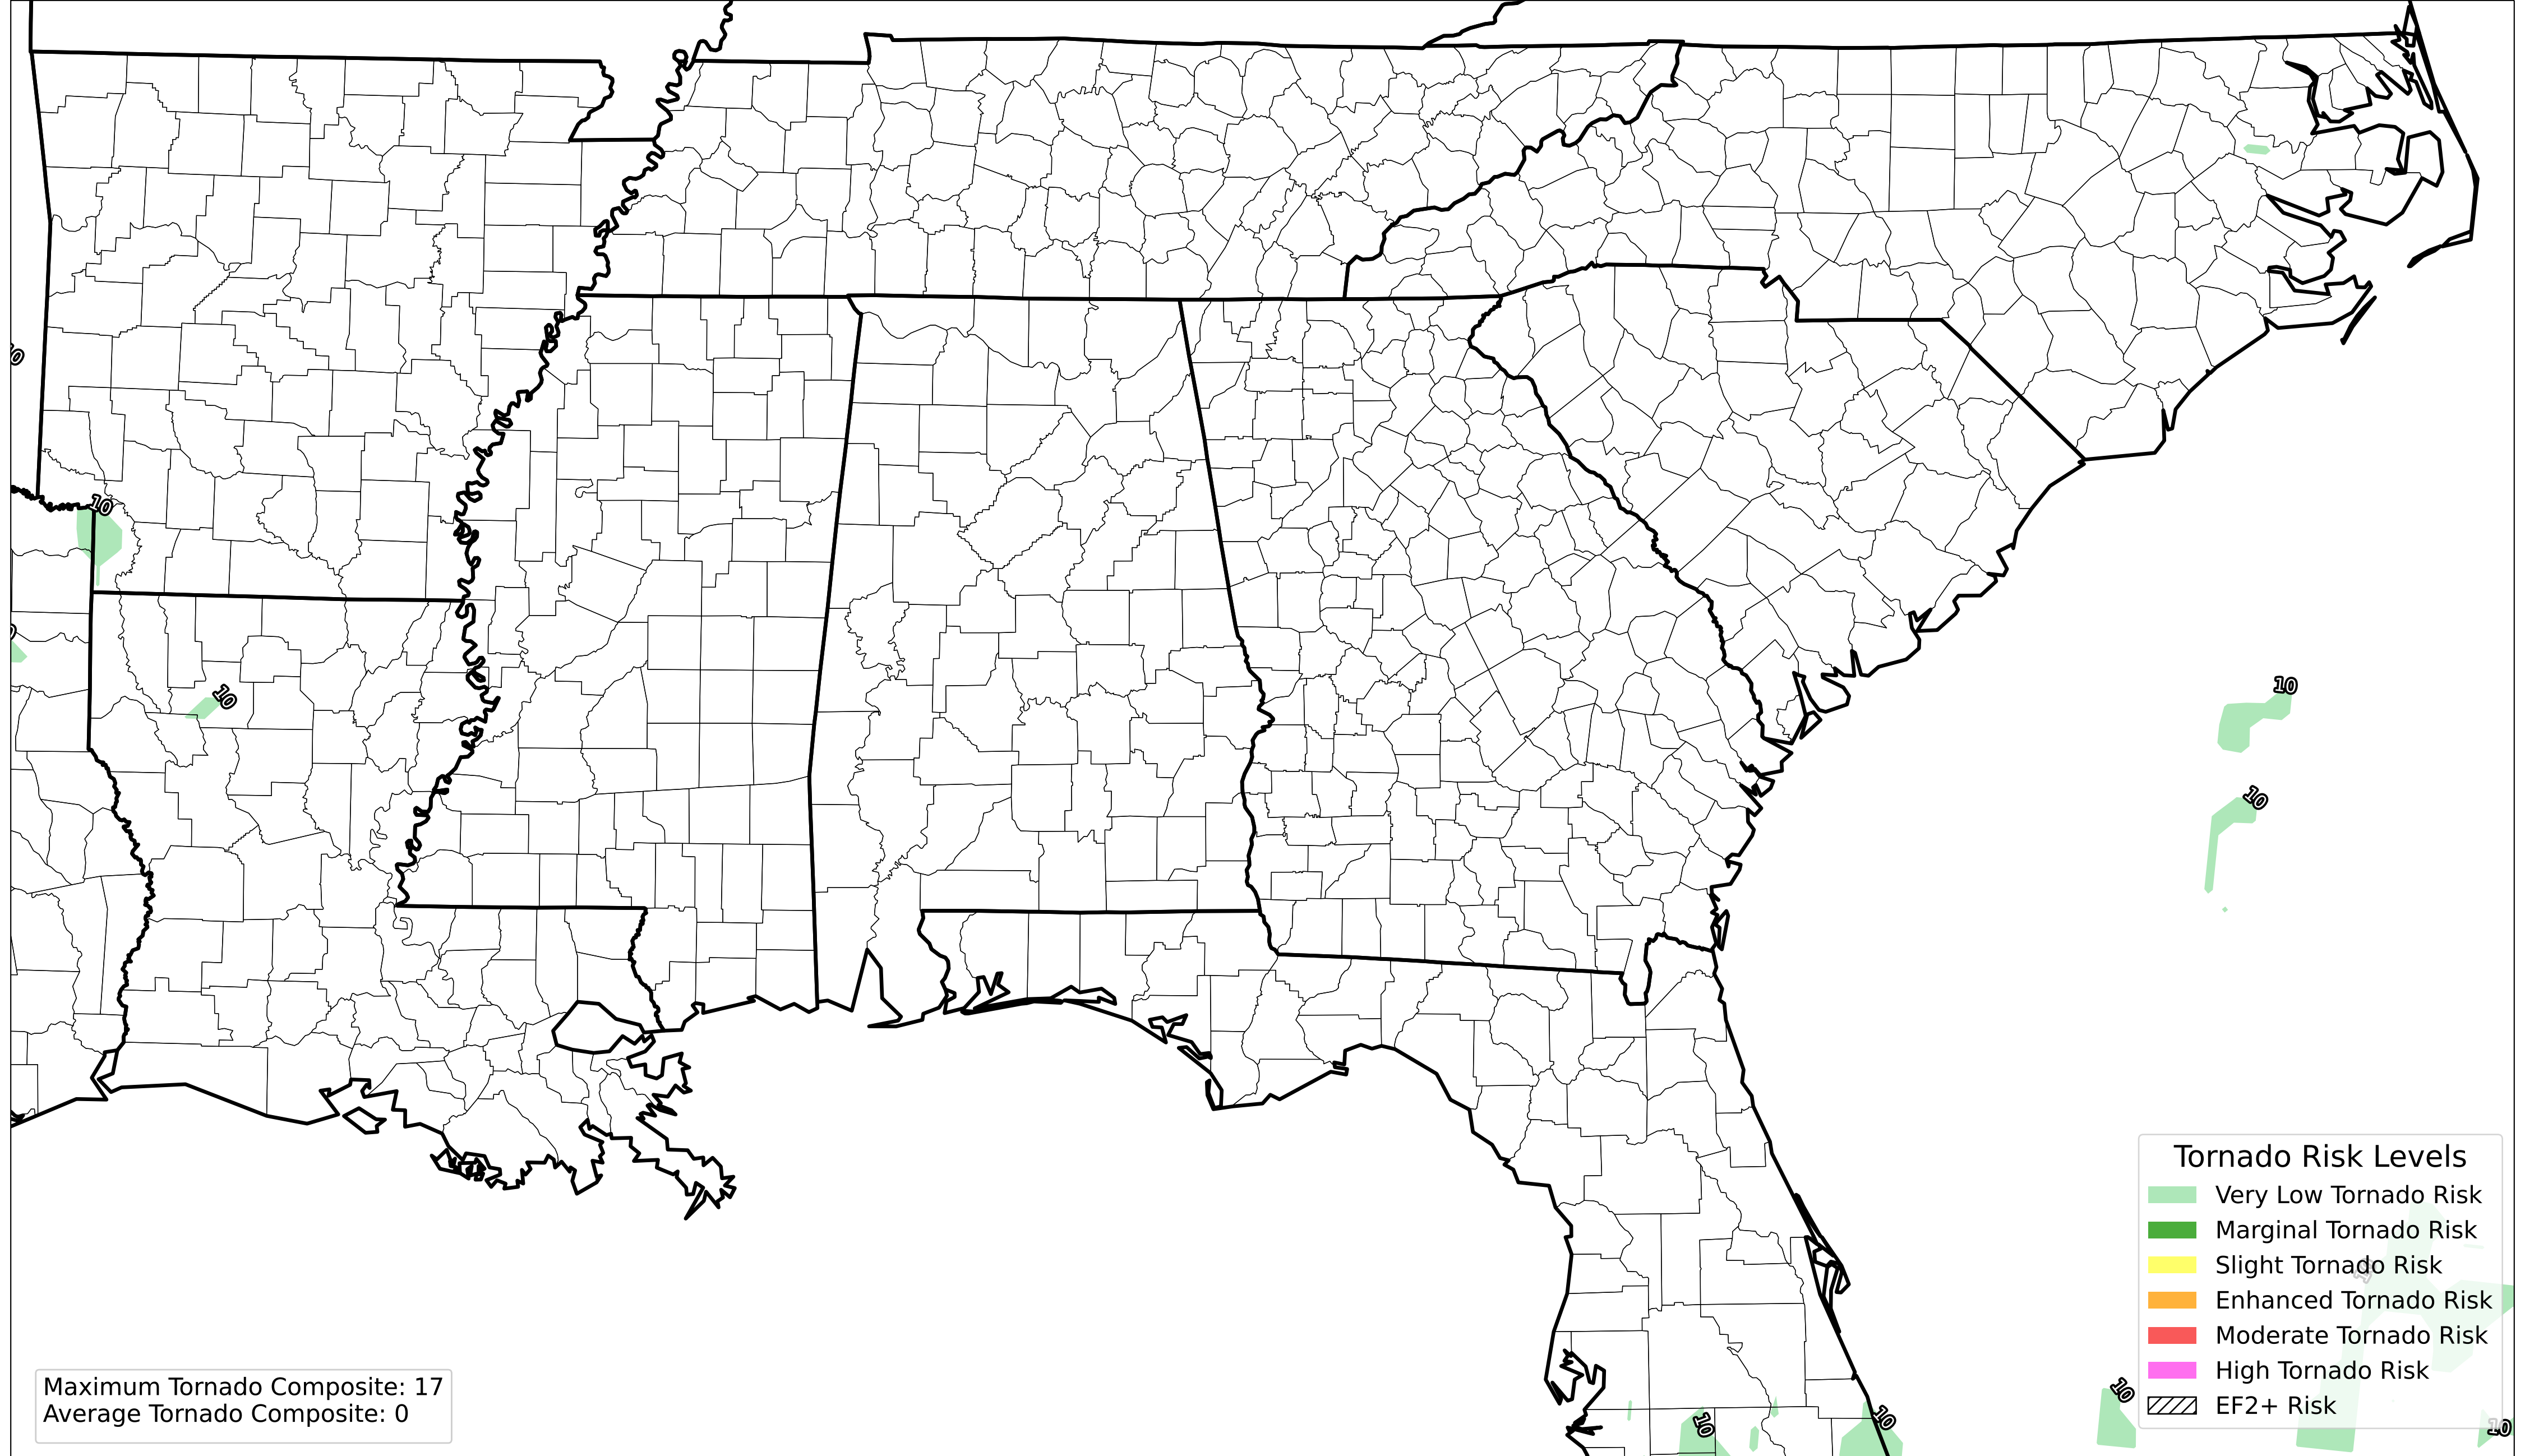 10
10
10
10
Tornado Risk Levels
Very Low Tornado Risk
Marginal Tornado Risk
Slight Tornado Risk
Enhanced Tornado Risk
Moderate Tornado Risk
High Tornado Risk
EF2+ Risk
Maximum Tornado Composite: 17
Average Tornado Composite: 0
10
10
10
10